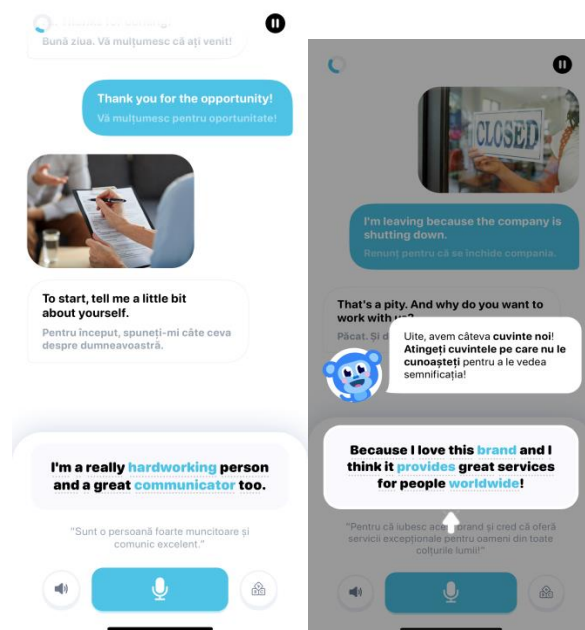 Bună ziua. Vă mulțumesc că ați venit!
Thank you for the opportunity!
Vă mulțumesc pentru oportunitate!
To start, tell me a little bit
about yourself.
Pentru început, spuneți-mi câte ceva
despre dumneavoastră.
I'm a really hardworking person
and a great communicator too.
"Sunt o persoană foarte muncitoare și
comunic excelent."
CLOSED
I'm leaving because the company is
shutting down.
Renunț pentru că se închide compania.
That's a pity. And why do you want to
work with us?
Păcat. Și
Uite, avem câteva cuvinte noi!
Atingeți cuvintele pe care nu le
cunoașteți pentru a le vedea
semnificația!
Because I love this brand and I
think it provides great services
for people worldwide!
"Pentru că iubesc brand și cred că oferă
servicii excepționale pentru oameni din toate
colțurile lumii!"